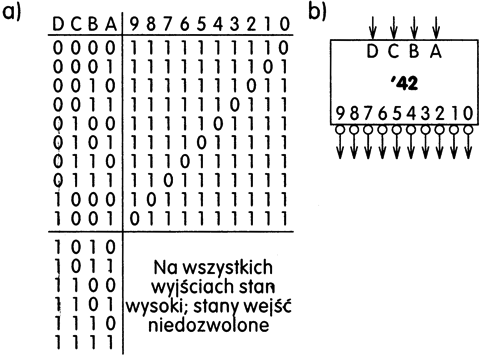 a)
D C B A 9 8 7 6 5 4 3 2 1 0
0 0 0 0 1 1 1 1 1 1 1 1 1 0
0 0 0 1 1 1 1 1 1 1 1 1 0 1
0 0 1 0 1 1 1 1 1 1 1 0 1 1
0 0 1 1 1 1 1 1 1 1 0 1 1 1
0 1 0 0 1 1 1 1 1 0 1 1 1 1
0 1 0 1 1 1 1 1 0 1 1 1 1 1
0 1 1 0 1 1 1 0 1 1 1 1 1 1
0 1 1 1 1 1 0 1 1 1 1 1 1 1
1 0 0 0 1 0 1 1 1 1 1 1 1 1
1 0 0 1 0 1 1 1 1 1 1 1 1 1
1 0 1 0
1 0 1 1
1 1 0 0
1 1 0 1
1 1 1 0
1 1 1 1
Na wszystkich
wyjściach stan
wysoki; stany wejść
niedozwolone
b)
D C B A
'42
9 8 7 6 5 4 3 2 1 0